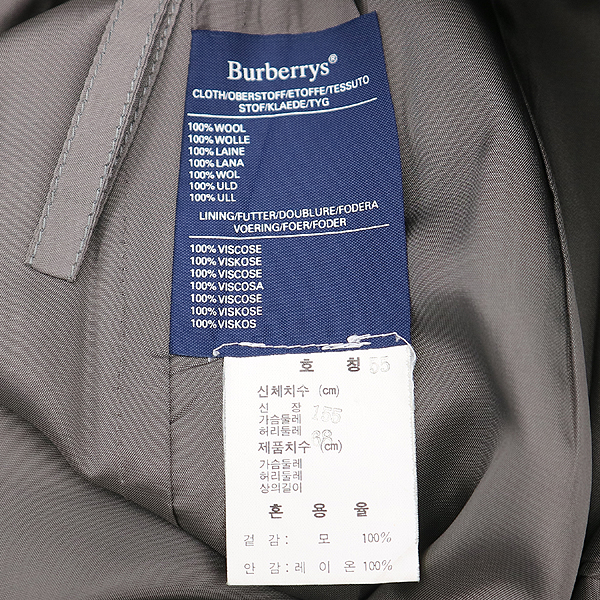 Burberrys®
CLOTH/OBERSTOFF/ETOFFE/TESSUTO
STOF/KLAEDE/TYG
100% WOOL
100% WOLLE
100% LAINE
100% LANA
100% WOL
100% ULD
100% ULL
LINING/FUTTER/DOUBLURE/FODERA
VOERING/FOER/FODER
100% VISCOSE
100% VISKOSE
100% VISCOSE
100% VISCOSA
100% VISCOSE
100% VISKOSE
100% VISKOS
호 칭 55
신체치수 (cm)
신 장 155
가슴둘레
허리둘레 68
제품치수 (cm)
가슴둘레
허리둘레
상의길이
혼 용 율
겉 감 : 모 100%
안 감 : 레 이 온 100%